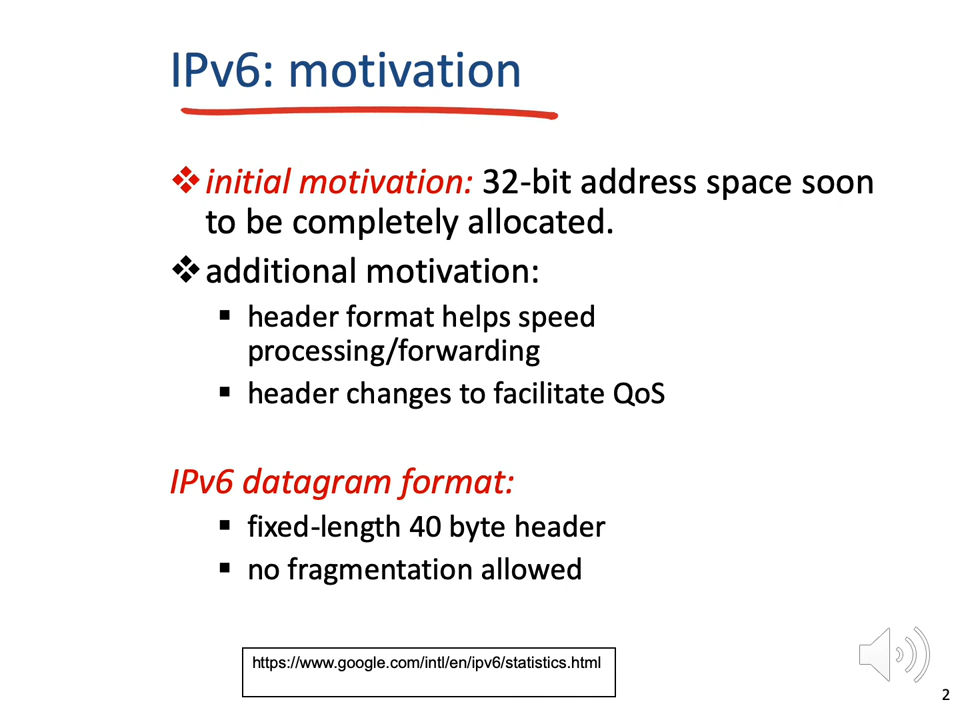 IPv6: motivation
❖ initial motivation: 32-bit address space soon
to be completely allocated.
❖ additional motivation:
▪ header format helps speed
processing/forwarding
▪ header changes to facilitate QoS
IPv6 datagram format:
▪ fixed-length 40 byte header
▪ no fragmentation allowed
https://www.google.com/intl/en/ipv6/statistics.html
2